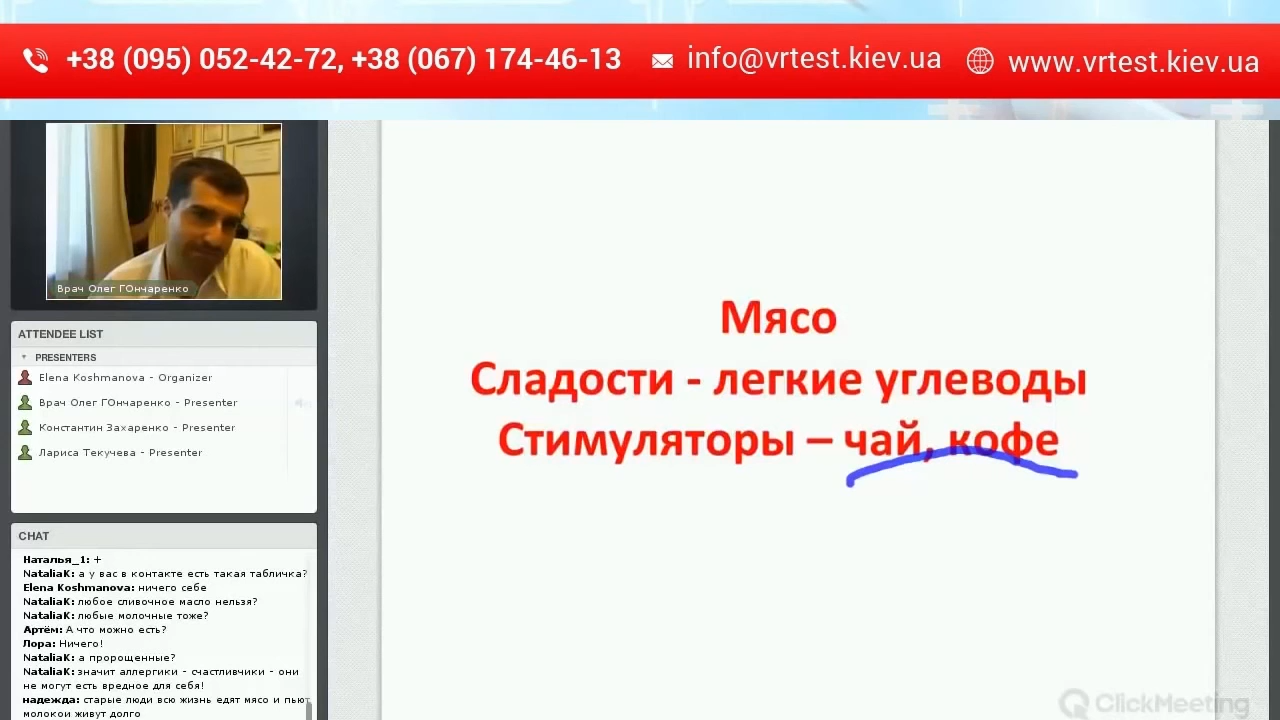 +38 (095) 052-42-72, +38 (067) 174-46-13 info@vrtest.kiev.ua www.vrtest.kiev.ua
Врач Олег ГОнчаренко
ATTENDEE LIST
PRESENTERS
Elena Koshmanova - Organizer
Врач Олег ГОнчаренко - Presenter
Константин Захаренко - Presenter
Лариса Текучева - Presenter
CHAT
Наталья_1: +
NataliaK: а у вас в контакте есть такая табличка?
Elena Koshmanova: ничего себе
NataliaK: любое сливочное масло нельзя?
NataliaK: любые молочные тоже?
Артём: А что можно есть?
Лора: Ничего!
NataliaK: а пророщенные?
NataliaK: значит аллергики - счастливчики - они
не могут есть вредное для себя!
надежда: старые люди всю жизнь едят мясо и пьют
молокои живут долго
Мясо
Сладости - легкие углеводы
Стимуляторы – чай, кофе
ClickMeeting